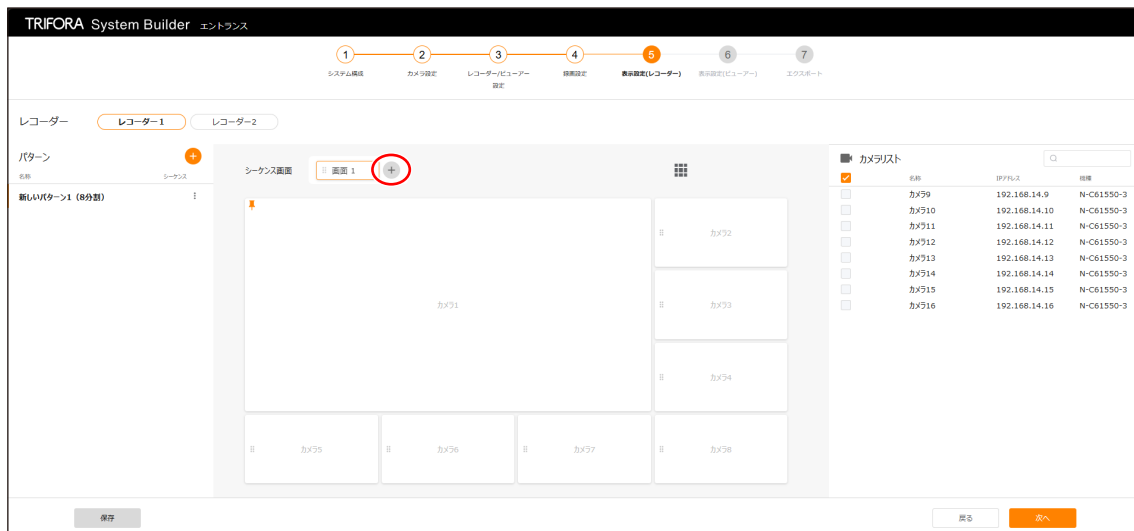 TRIFORA System Builder エントランス
1 2 3 4 5 6 7
システム構成 カメラ設定 レコーダー/ビューアー設定 録画設定 表示設定(レコーダー) 表示設定(ビューアー) エクスポート
レコーダー レコーダー1 レコーダー2
パターン
名称 シーケンス
新しいパターン1（8分割）
シーケンス画面 画面 1
カメラ1
カメラ2
カメラ3
カメラ4
カメラ5 カメラ6 カメラ7 カメラ8
カメラリスト
名称 IPアドレス 機種
カメラ9 192.168.14.9 N-C61550-3
カメラ10 192.168.14.10 N-C61550-3
カメラ11 192.168.14.11 N-C61550-3
カメラ12 192.168.14.12 N-C61550-3
カメラ13 192.168.14.13 N-C61550-3
カメラ14 192.168.14.14 N-C61550-3
カメラ15 192.168.14.15 N-C61550-3
カメラ16 192.168.14.16 N-C61550-3
保存 戻る 次へ